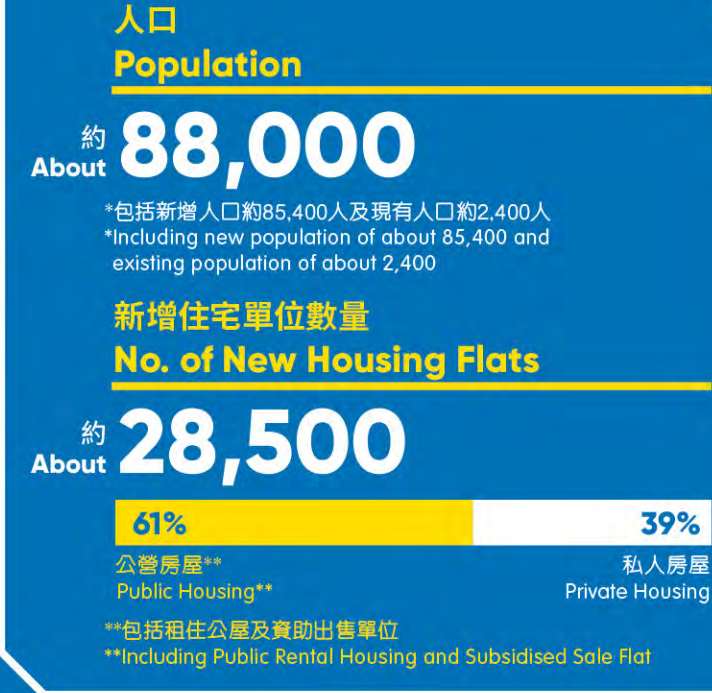 人口
Population
約
About 88,000
*包括新增人口約85,400人及現有人口約2,400人
*Including new population of about 85,400 and
existing population of about 2,400
新增住宅單位數量
No. of New Housing Flats
約
About 28,500
61% 39%
公營房屋** 私人房屋
Public Housing** Private Housing
**包括租住公屋及資助出售單位
**Including Public Rental Housing and Subsidised Sale Flat